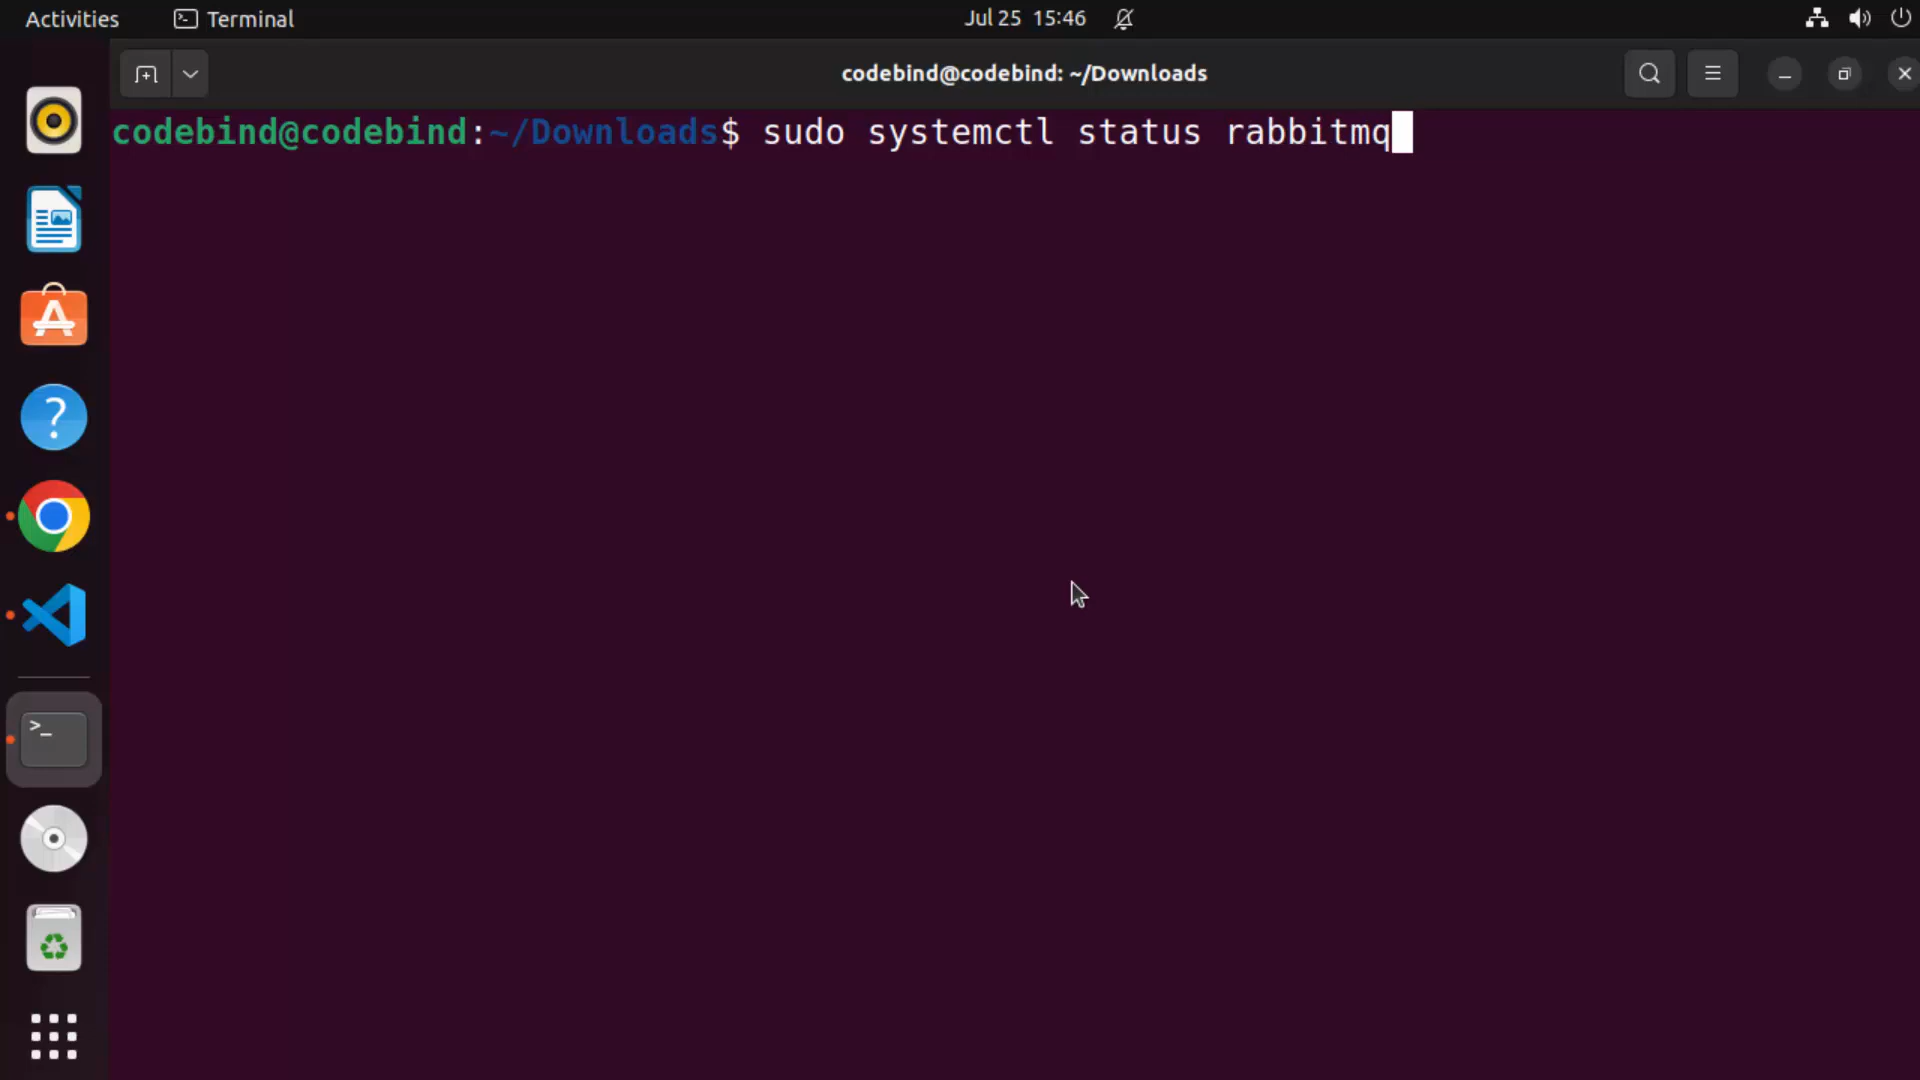 Activities Terminal Jul 25 15:46
codebind@codebind: ~/Downloads
codebind@codebind:~/Downloads$ sudo systemctl status rabbitmq